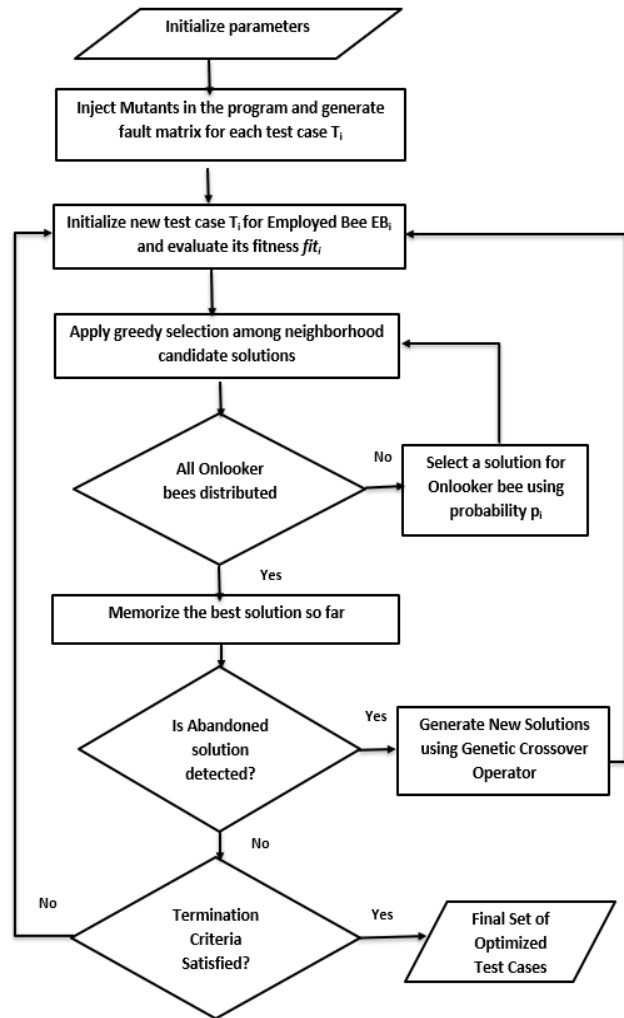 Initialize parameters
Inject Mutants in the program and generate
fault matrix for each test case Ti
Initialize new test case Ti for Employed Bee EBi
and evaluate its fitness fiti
Apply greedy selection among neighborhood
candidate solutions
All Onlooker
bees distributed
No
Select a solution for
Onlooker bee using
probability pi
Yes
Memorize the best solution so far
Is Abandoned
solution
detected?
Yes
Generate New Solutions
using Genetic Crossover
Operator
No
No
Termination
Criteria
Satisfied?
Yes
Final Set of
Optimized
Test Cases